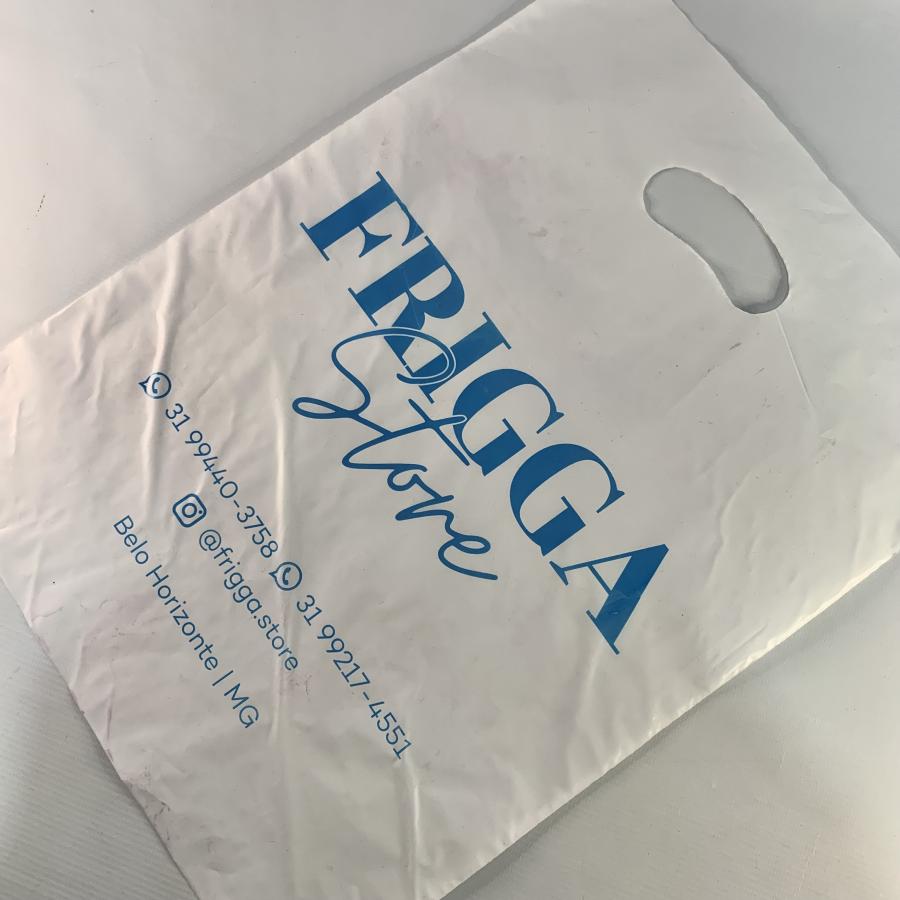 FRIGGA
Store
31 99440-3758 31 99217-4551
@frigga.store
Belo Horizonte | MG